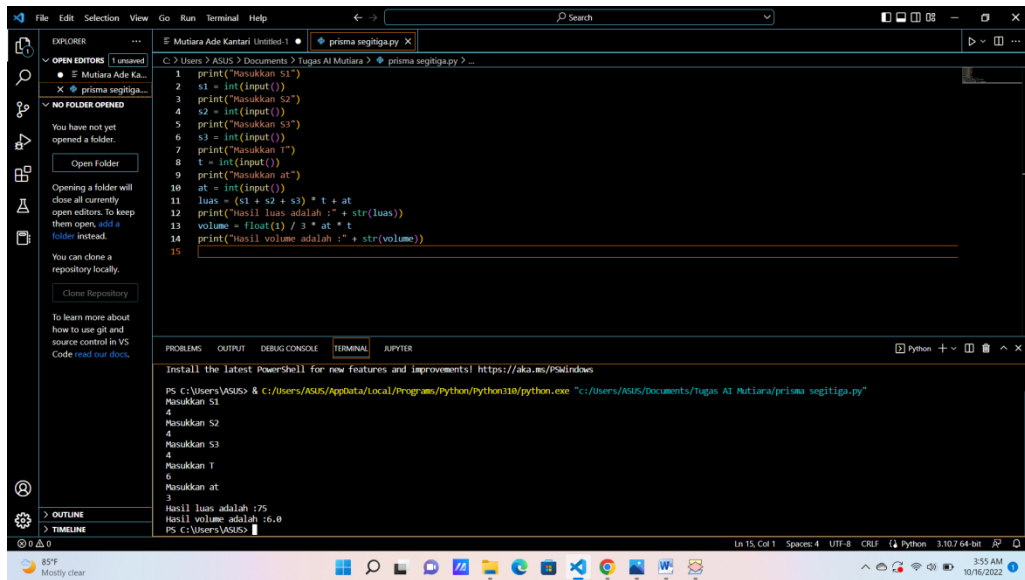 File Edit Selection View Go Run Terminal Help Search
EXPLORER
Mutiara Ade Kantari Untitled-1 prisma segitiga.py
OPEN EDITORS 1 unsaved
Mutiara Ade Ka...
prisma segitiga....
NO FOLDER OPENED
You have not yet
opened a folder.
Open Folder
Opening a folder will
close all currently
open editors. To keep
them open, add a
folder instead.
You can clone a
repository locally.
Clone Repository
To learn more about
how to use git and
source control in VS
Code read our docs.
OUTLINE
TIMELINE
C: > Users > ASUS > Documents > Tugas AI Mutiara > prisma segitiga.py > ...
1 print("Masukkan S1")
2 s1 = int(input())
3 print("Masukkan S2")
4 s2 = int(input())
5 print("Masukkan S3")
6 s3 = int(input())
7 print("Masukkan T")
8 t = int(input())
9 print("Masukkan at")
10 at = int(input())
11 luas = (s1 + s2 + s3) * t + at
12 print("Hasil luas adalah :" + str(luas))
13 volume = float(1) / 3 * at * t
14 print("Hasil volume adalah :" + str(volume))
15
PROBLEMS OUTPUT DEBUG CONSOLE TERMINAL JUPYTER Python
Install the latest PowerShell for new features and improvements! https://aka.ms/PSWindows
PS C:\Users\ASUS> & C:/Users/ASUS/AppData/Local/Programs/Python/Python310/python.exe "c:/Users/ASUS/Documents/Tugas AI Mutiara/prisma segitiga.py"
Masukkan S1
4
Masukkan S2
4
Masukkan S3
4
Masukkan T
6
Masukkan at
3
Hasil luas adalah :75
Hasil volume adalah :6.0
PS C:\Users\ASUS>
0 0 Ln 15, Col 1 Spaces: 4 UTF-8 CRLF Python 3.10.7 64-bit
85°F
Mostly clear
3:55 AM
10/16/2022